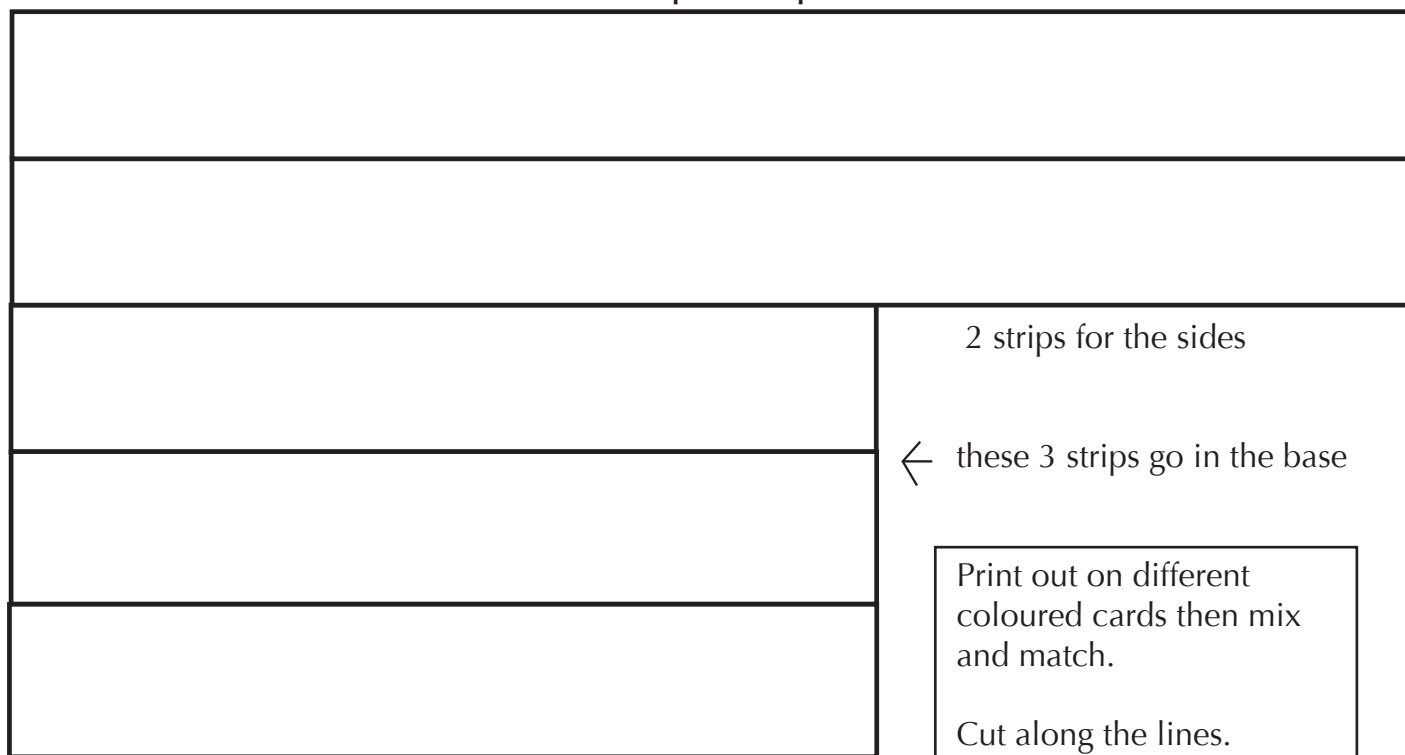 2 strips for the sides
these 3 strips go in the base
Print out on different
coloured cards then mix
and match.
Cut along the lines.